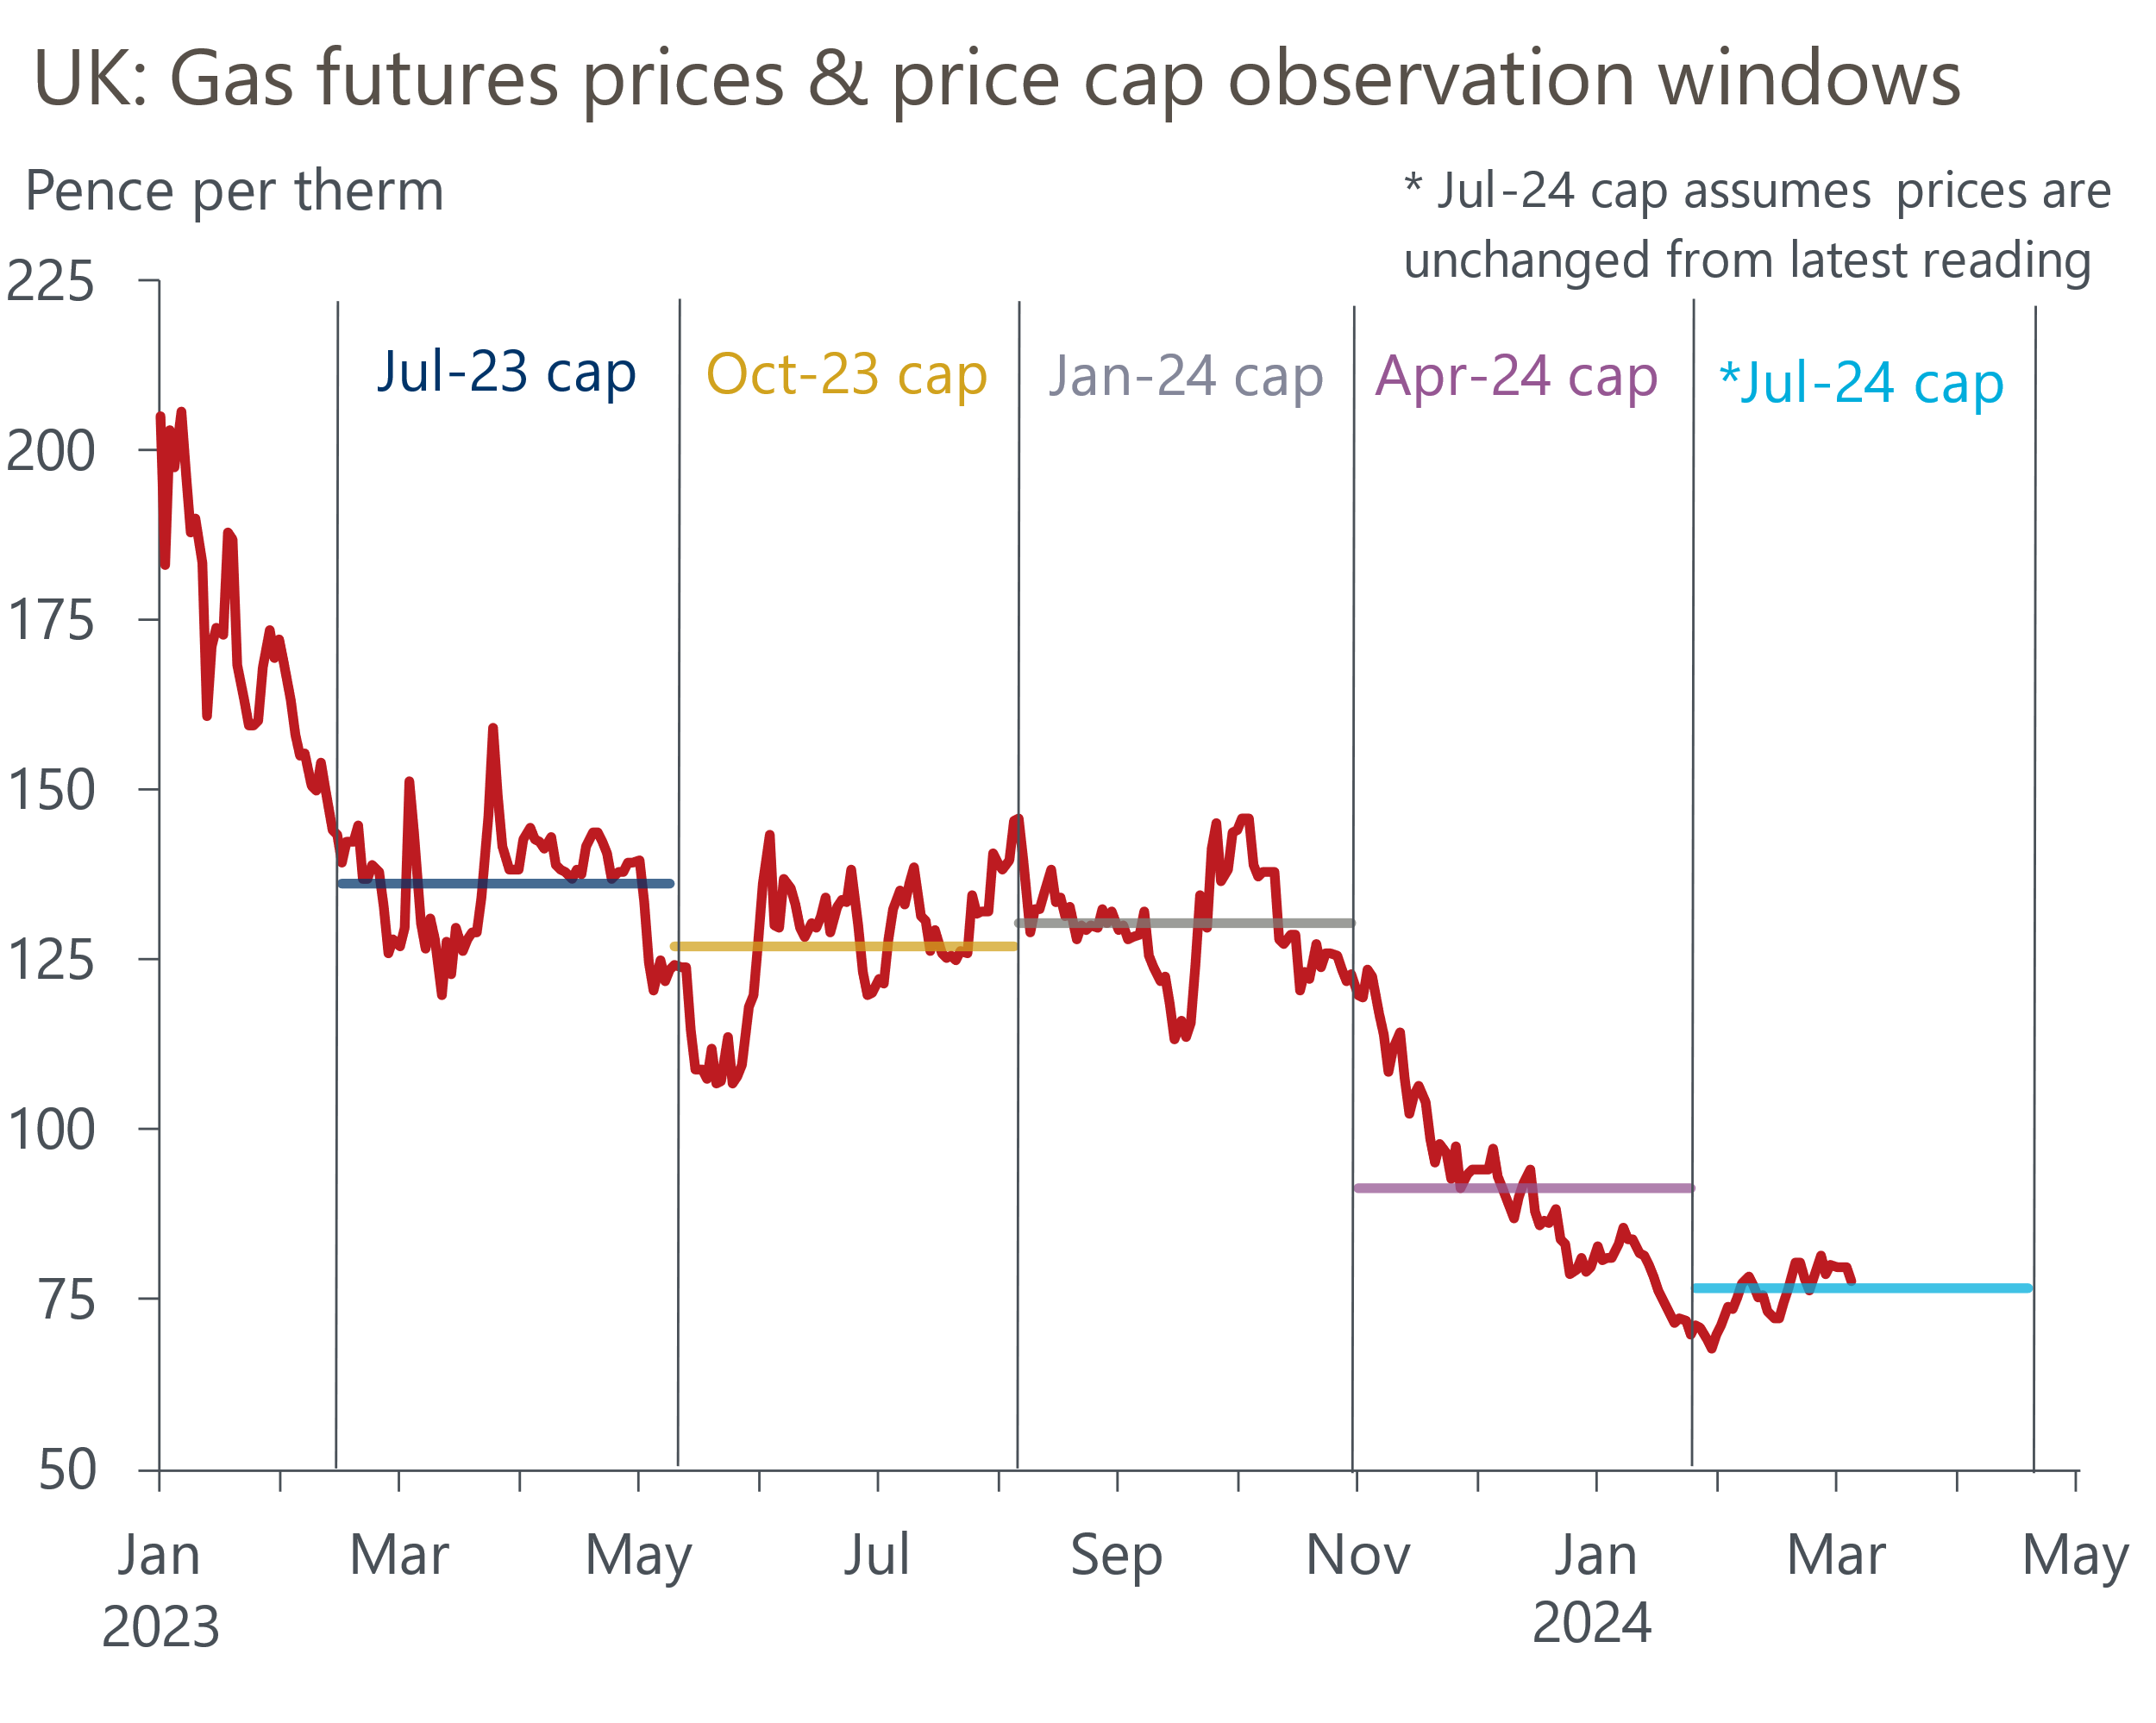 UK: Gas futures prices & price cap observation windows
Pence per therm
* Jul-24 cap assumes prices are
unchanged from latest reading
225
Jul-23 cap
Oct-23 cap
Jan-24 cap
Apr-24 cap
*Jul-24 cap
200
175
150
125
100
75
50
Jan Mar May Jul Sep Nov Jan Mar May
2023 2024